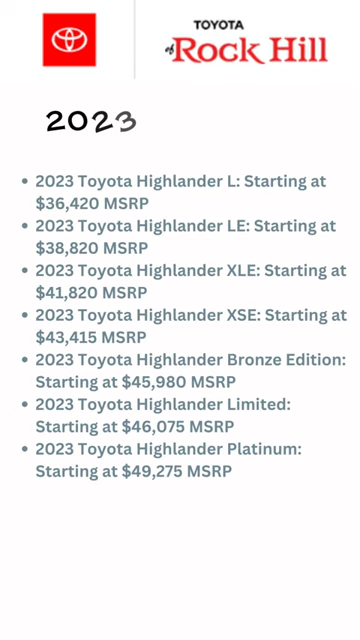 TOYOTA
of Rock Hill
2023
• 2023 Toyota Highlander L: Starting at
$36,420 MSRP
• 2023 Toyota Highlander LE: Starting at
$38,820 MSRP
• 2023 Toyota Highlander XLE: Starting at
$41,820 MSRP
• 2023 Toyota Highlander XSE: Starting at
$43,415 MSRP
• 2023 Toyota Highlander Bronze Edition:
Starting at $45,980 MSRP
• 2023 Toyota Highlander Limited:
Starting at $46,075 MSRP
• 2023 Toyota Highlander Platinum:
Starting at $49,275 MSRP